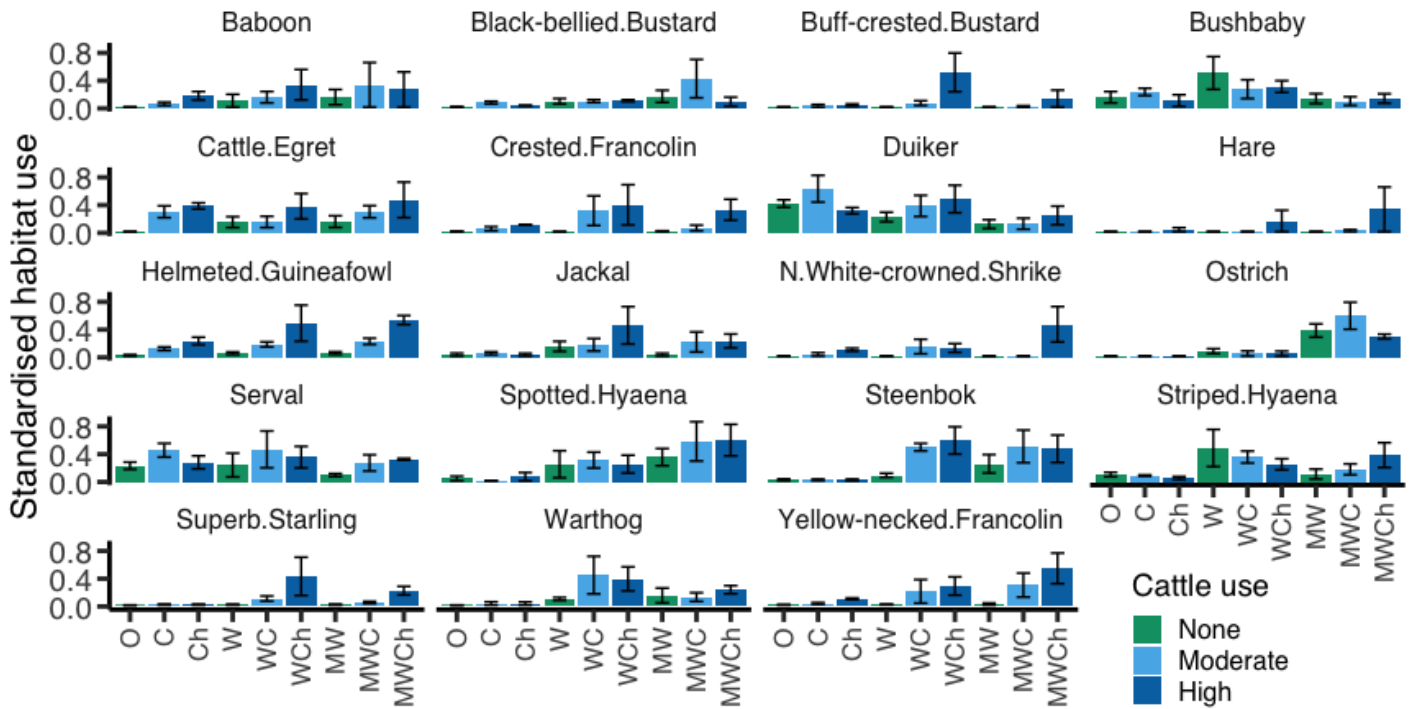 Standardised habitat use
Baboon Black-bellied.Bustard Buff-crested.Bustard Bushbaby
0.8
0.4
0.0
Cattle.Egret Crested.Francolin Duiker Hare
0.8
0.4
0.0
Helmeted.Guineafowl Jackal N.White-crowned.Shrike Ostrich
0.8
0.4
0.0
Serval Spotted.Hyaena Steenbok Striped.Hyaena
0.8
0.4
0.0
O C Ch W WC WCh MW MWC MWCh
Superb.Starling Warthog Yellow-necked.Francolin
0.8
0.4
0.0
O C Ch W WC WCh MW MWC MWCh O C Ch W WC WCh MW MWC MWCh O C Ch W WC WCh MW MWC MWCh
Cattle use
None
Moderate
High